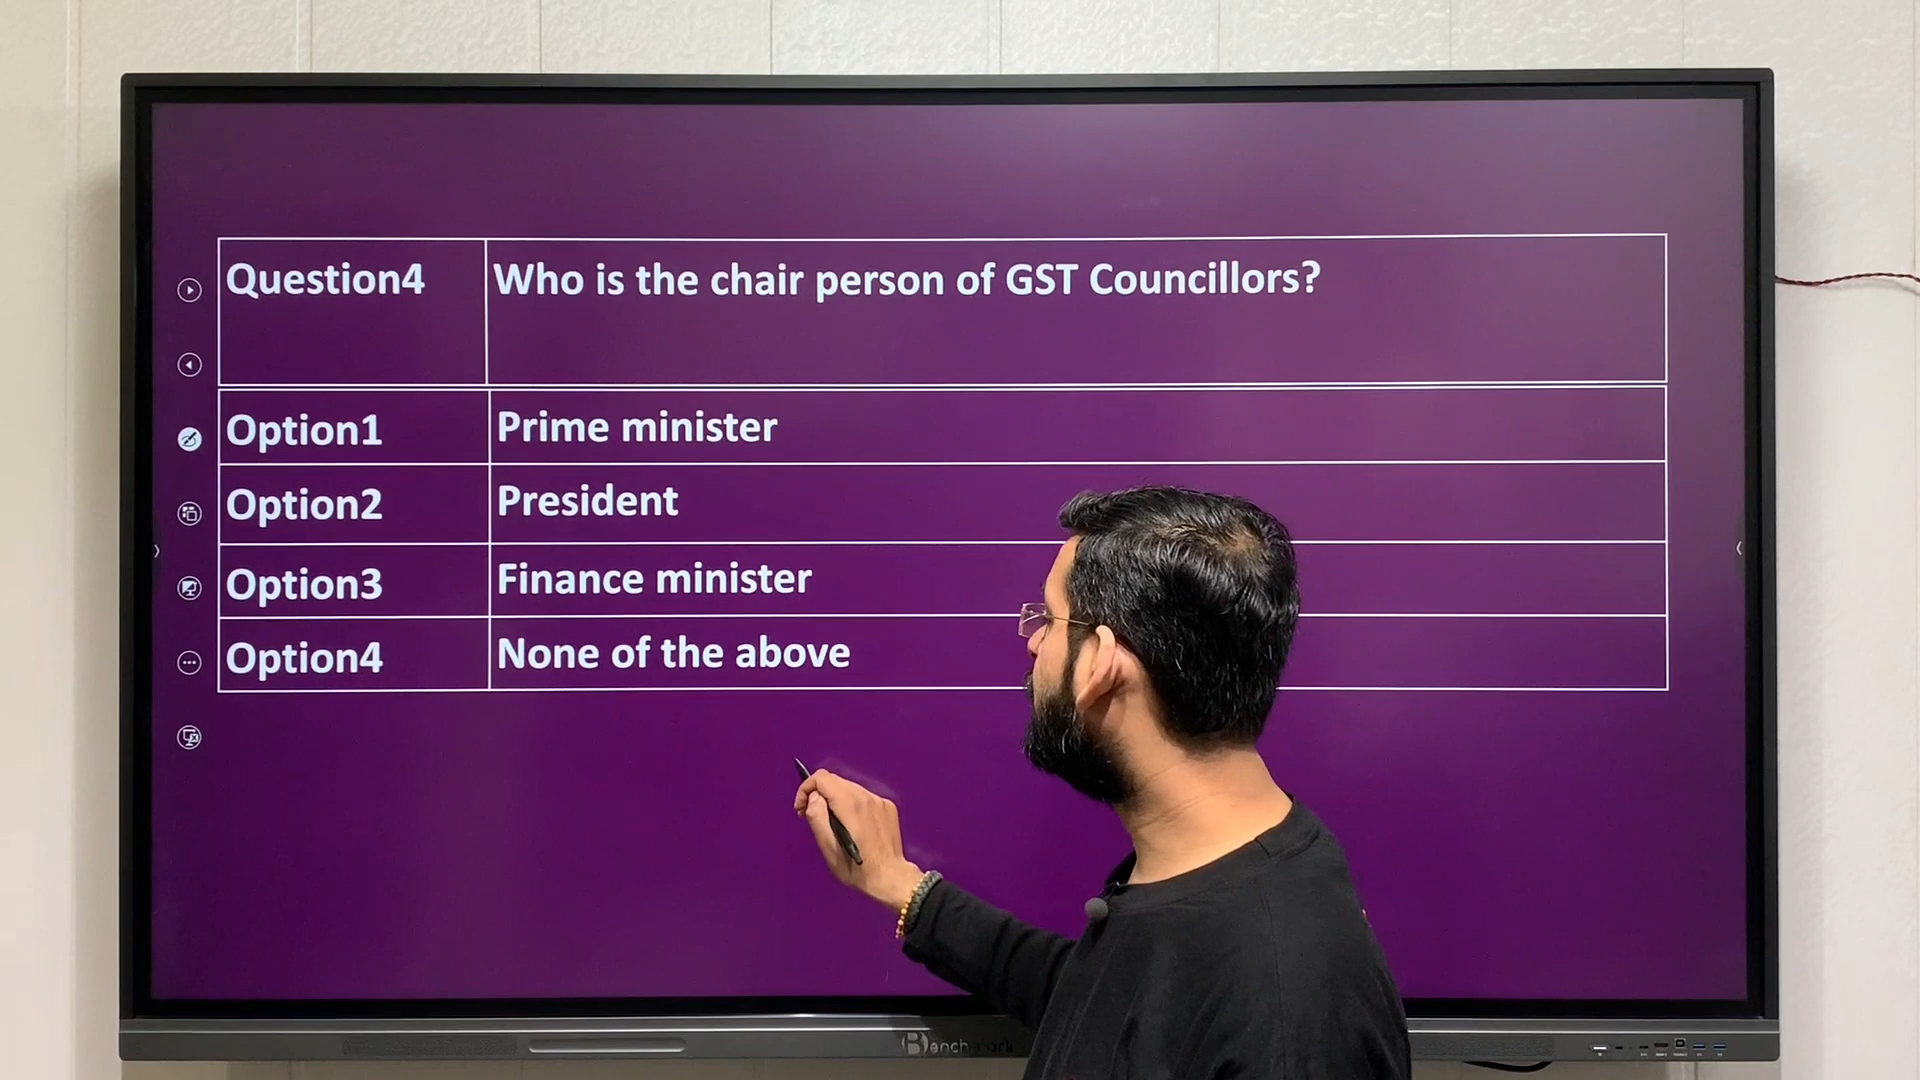 Question4 Who is the chair person of GST Councillors?
Option1 Prime minister
Option2 President
Option3 Finance minister
Option4 None of the above
Benchmark